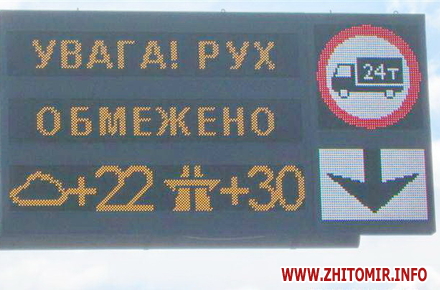 УВАГА! РУХ
24т
ОБМЕЖЕНО
+22 +30
WWW.ZHITOMIR.INFO